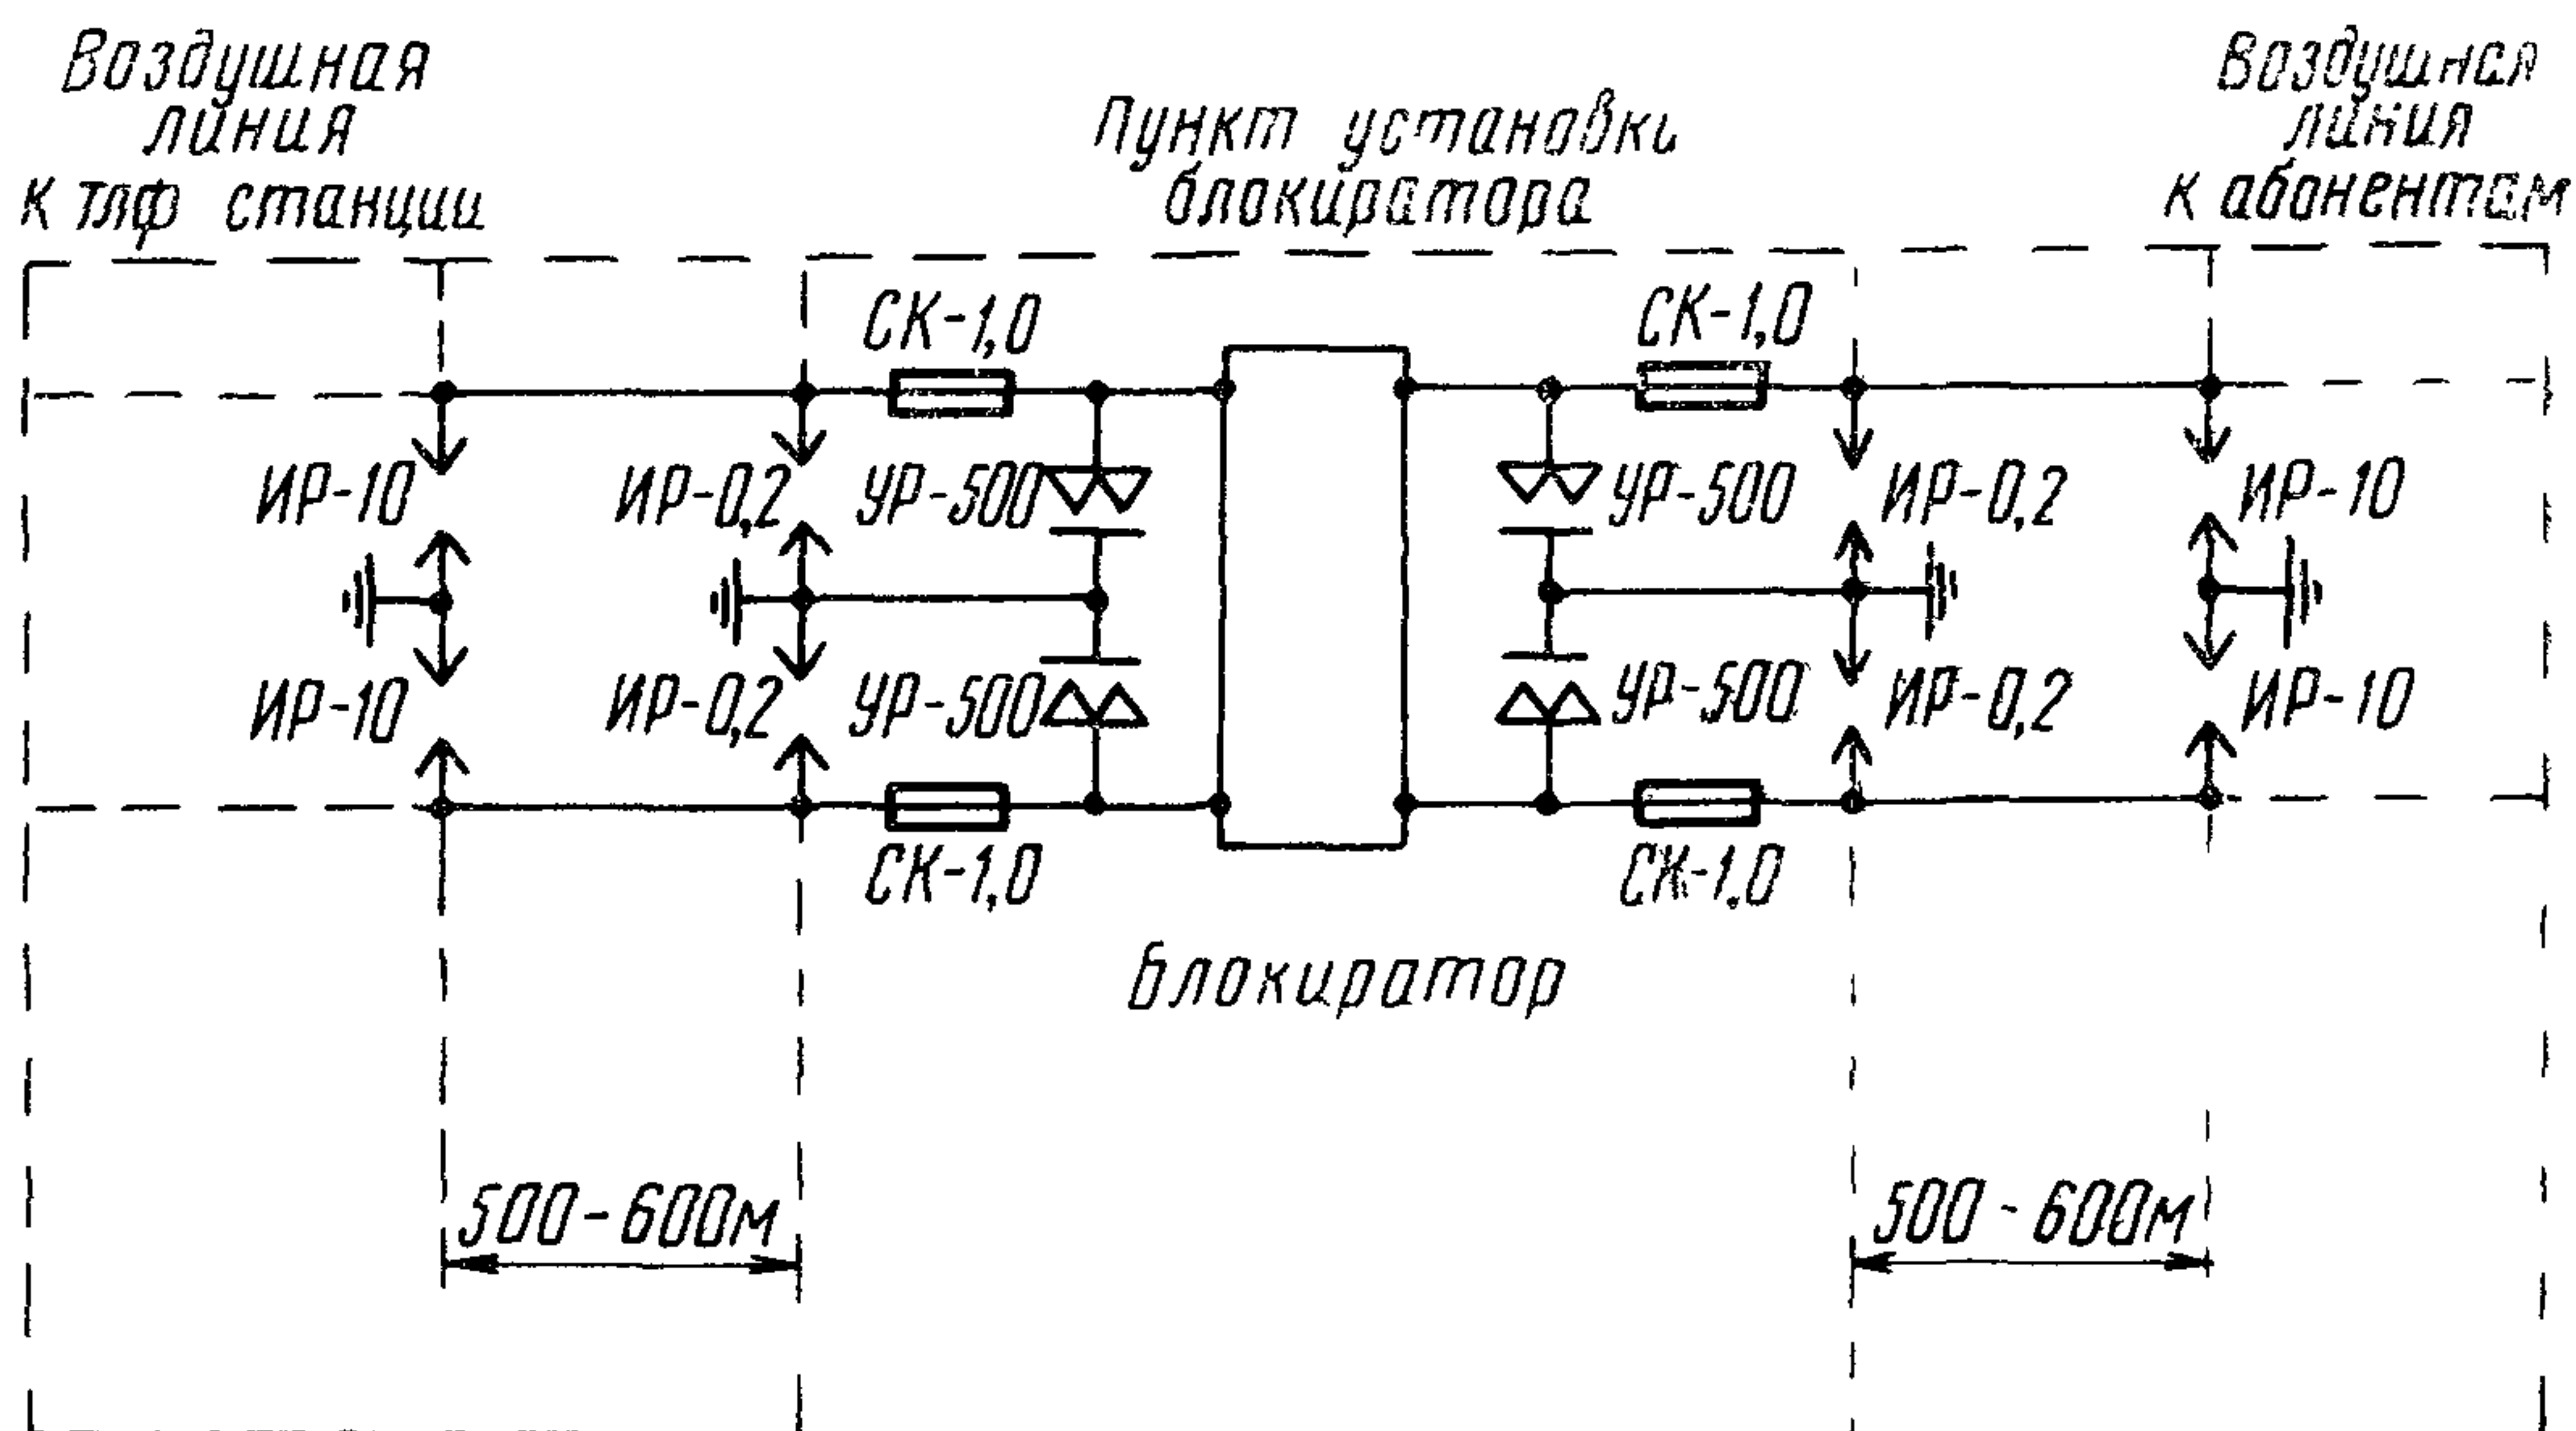 Воздушная
линия
к тлф станции
Пункт установки
блокиратора
Воздушная
линия
к абонентам
СК-1,0
СК-1,0
ИР-10
ИР-0,2
УР-500
УР-500
ИР-0,2
ИР-10
ИР-10
ИР-0,2
УР-500
УР-500
ИР-0,2
ИР-10
СК-1,0
СК-1.0
Блокиратор
500-600м
500-600м